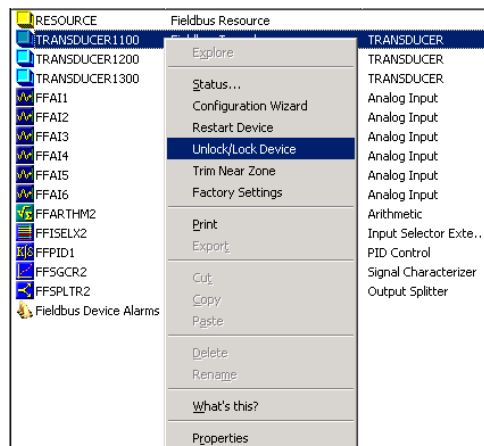 RESOURCE Fieldbus Resource
TRANSDUCER1100 TRANSDUCER
TRANSDUCER1200 TRANSDUCER
TRANSDUCER1300 TRANSDUCER
FFAI1 Analog Input
FFAI2 Analog Input
FFAI3 Analog Input
FFAI4 Analog Input
FFAI5 Analog Input
FFAI6 Analog Input
FFARTHM2 Arithmetic
FFISELX2 Input Selector Exte..
FFPID1 PID Control
FFSGCR2 Signal Characterizer
FFSPLTR2 Output Splitter
Fieldbus Device Alarms
Explore
Status...
Configuration Wizard
Restart Device
Unlock/Lock Device
Trim Near Zone
Factory Settings
Print
Export
Cut
Copy
Paste
Delete
Rename
What's this?
Properties